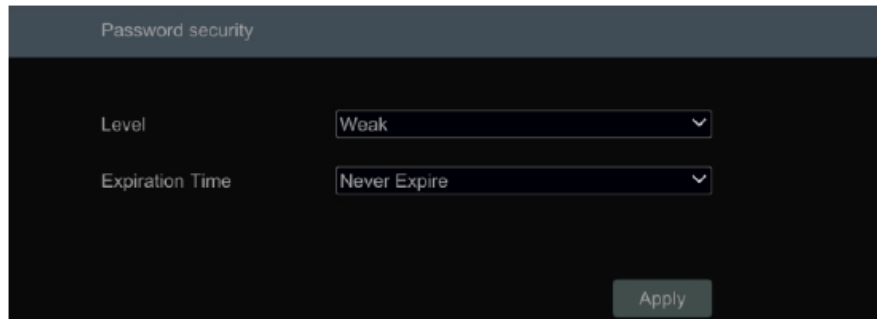 Password security
Level Weak
Expiration Time Never Expire
Apply